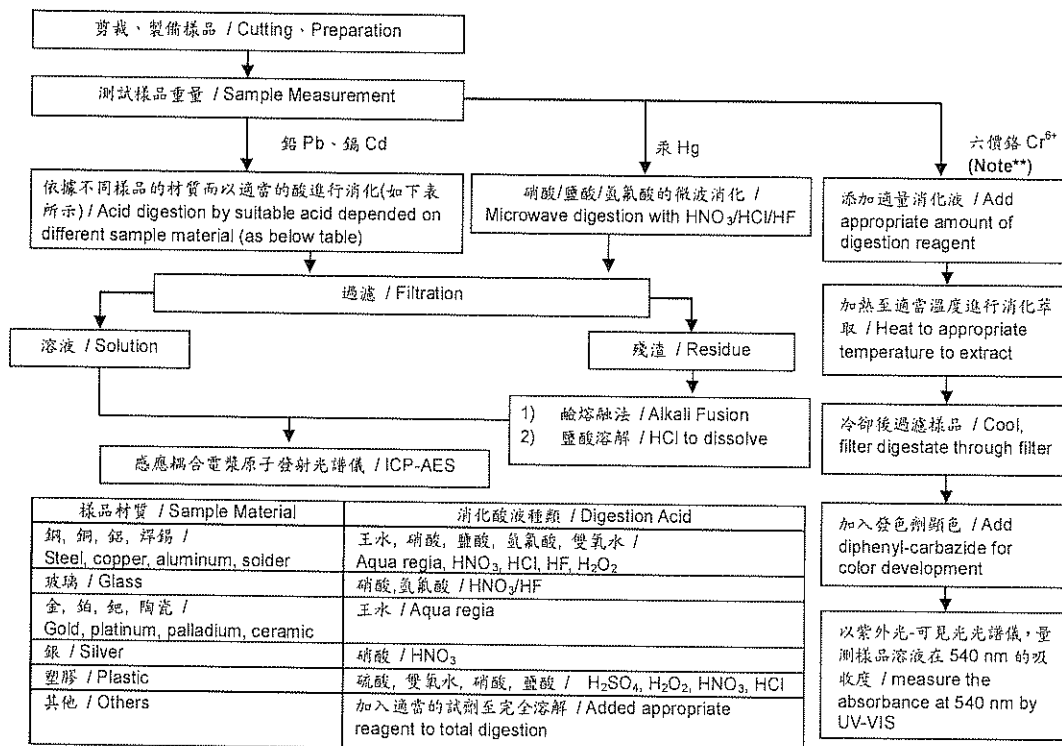 剪裁、製備樣品 / Cutting、Preparation
測試樣品重量 / Sample Measurement
鉛 Pb、鎘 Cd
汞 Hg
六價鉻 Cr⁶⁺
(Note**)
依據不同樣品的材質而以適當的酸進行消化(如下表
所示) / Acid digestion by suitable acid depended on
different sample material (as below table)
硝酸/鹽酸/氫氟酸的微波消化 /
Microwave digestion with HNO₃/HCl/HF
添加適量消化液 / Add
appropriate amount of
digestion reagent
過濾 / Filtration
加熱至適當溫度進行消化萃
取 / Heat to appropriate
temperature to extract
溶液 / Solution
殘渣 / Residue
1) 鹼熔融法 / Alkali Fusion
2) 鹽酸溶解 / HCl to dissolve
冷卻後過濾樣品 / Cool,
filter digestate through filter
感應耦合電漿原子發射光譜儀 / ICP-AES
加入發色劑顯色 / Add
diphenyl-carbazide for
color development
以紫外光-可見光光譜儀,量
測樣品溶液在 540 nm 的吸
收度 / measure the
absorbance at 540 nm by
UV-VIS
樣品材質 / Sample Material
消化酸液種類 / Digestion Acid
鋼, 銅, 鋁, 焊錫 /
Steel, copper, aluminum, solder
王水, 硝酸, 鹽酸, 氫氟酸, 雙氧水 /
Aqua regia, HNO₃, HCl, HF, H₂O₂
玻璃 / Glass
硝酸,氫氟酸 / HNO₃/HF
金, 鉑, 鈀, 陶瓷 /
Gold, platinum, palladium, ceramic
王水 / Aqua regia
銀 / Silver
硝酸 / HNO₃
塑膠 / Plastic
硫酸, 雙氧水, 硝酸, 鹽酸 / H₂SO₄, H₂O₂, HNO₃, HCl
其他 / Others
加入適當的試劑至完全溶解 / Added appropriate
reagent to total digestion